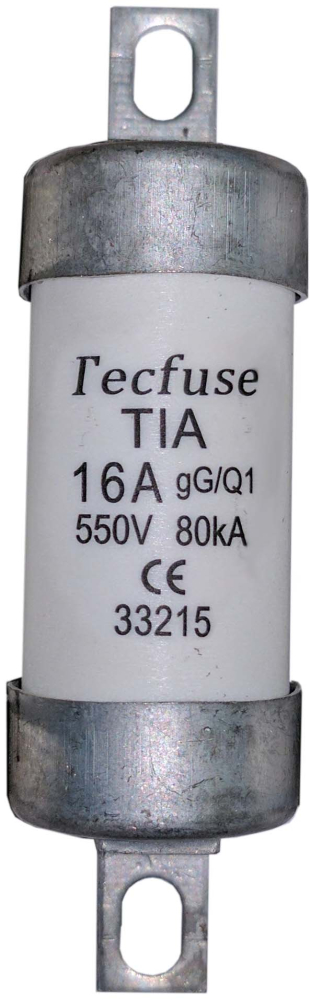 Tecfuse
TIA
16A gG/Q1
550V 80kA
CE
33215